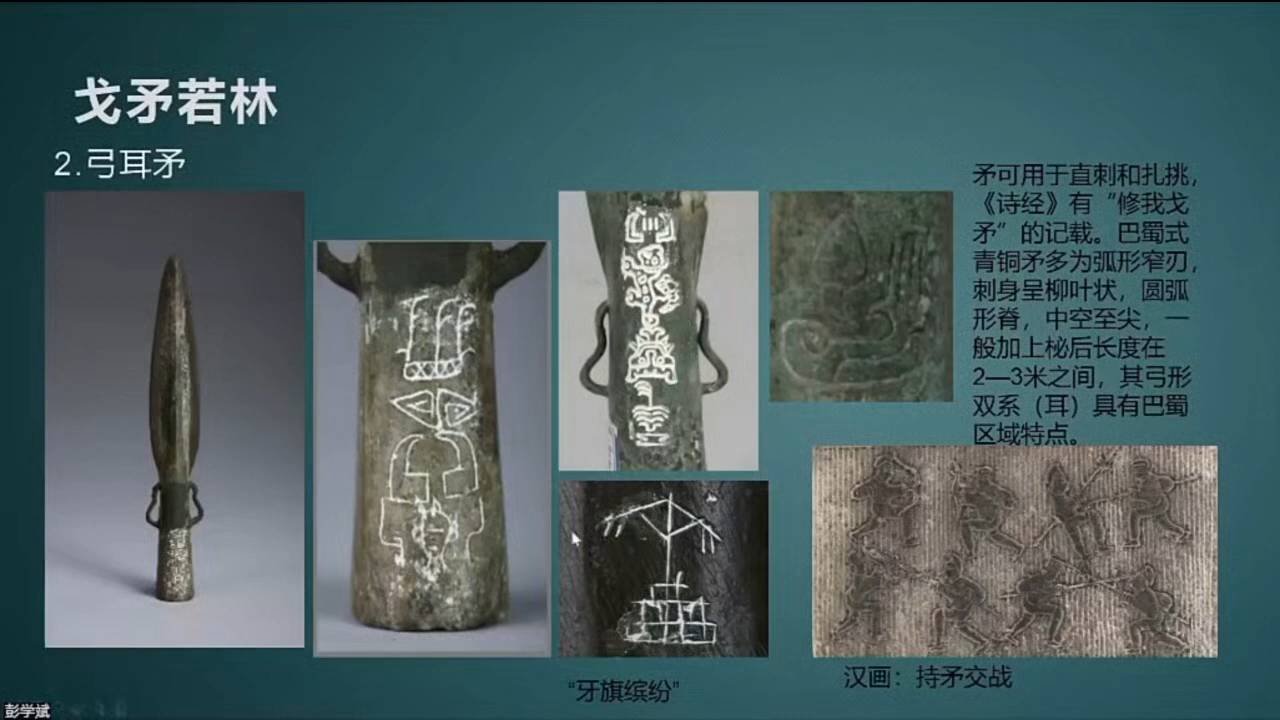 戈矛若林
2.弓耳矛
矛可用于直刺和扎挑，
《诗经》有“修我戈
矛”的记载。巴蜀式
青铜矛多为弧形窄刃，
刺身呈柳叶状，圆弧
形脊，中空至尖，一
般加上柲后长度在
2—3米之间，其弓形
双系（耳）具有巴蜀
区域特点。
“牙旗缤纷”
汉画：持矛交战
彭学斌